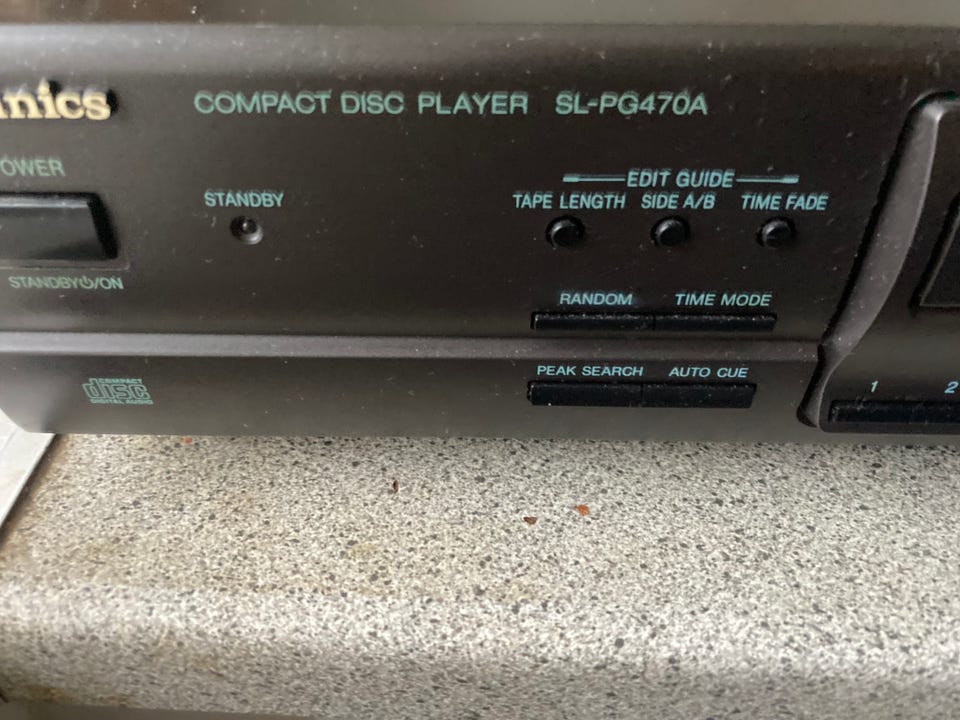 nics COMPACT DISC PLAYER SL-PG470A
OWER
STANDBY
STANDBY⏻/ON
EDIT GUIDE
TAPE LENGTH SIDE A/B TIME FADE
RANDOM TIME MODE
PEAK SEARCH AUTO CUE
COMPACT
disc
DIGITAL AUDIO
1 2